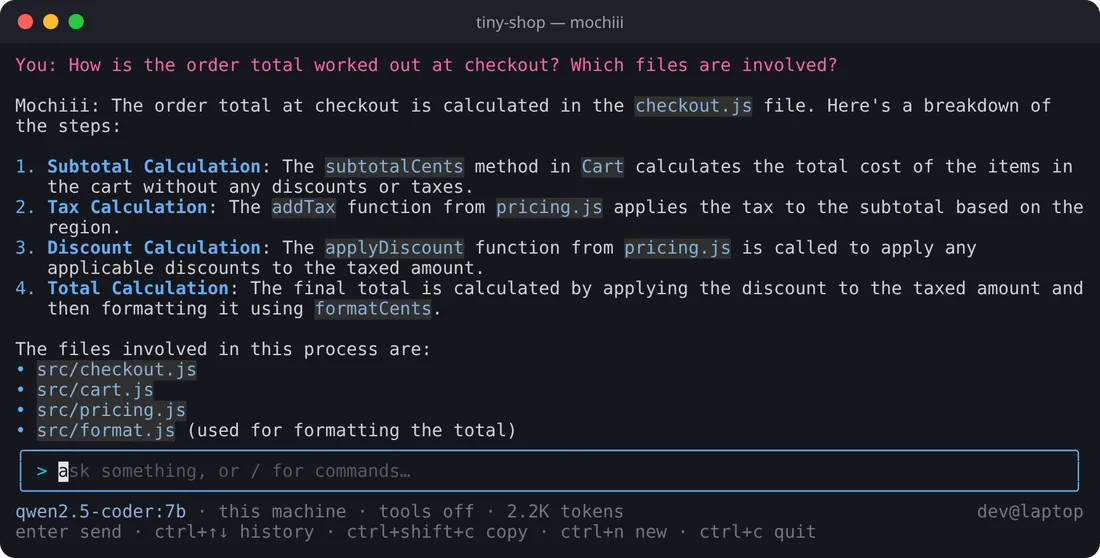 tiny-shop — mochiii
You: How is the order total worked out at checkout? Which files are involved?
Mochiii: The order total at checkout is calculated in the checkout.js file. Here's a breakdown of
the steps:
1. Subtotal Calculation: The subtotalCents method in Cart calculates the total cost of the items in
the cart without any discounts or taxes.
2. Tax Calculation: The addTax function from pricing.js applies the tax to the subtotal based on the
region.
3. Discount Calculation: The applyDiscount function from pricing.js is called to apply any
applicable discounts to the taxed amount.
4. Total Calculation: The final total is calculated by applying the discount to the taxed amount and
then formatting it using formatCents.
The files involved in this process are:
• src/checkout.js
• src/cart.js
• src/pricing.js
• src/format.js (used for formatting the total)
> ask something, or / for commands…
qwen2.5-coder:7b · this machine · tools off · 2.2K tokens dev@laptop
enter send · ctrl+↑↓ history · ctrl+shift+c copy · ctrl+n new · ctrl+c quit